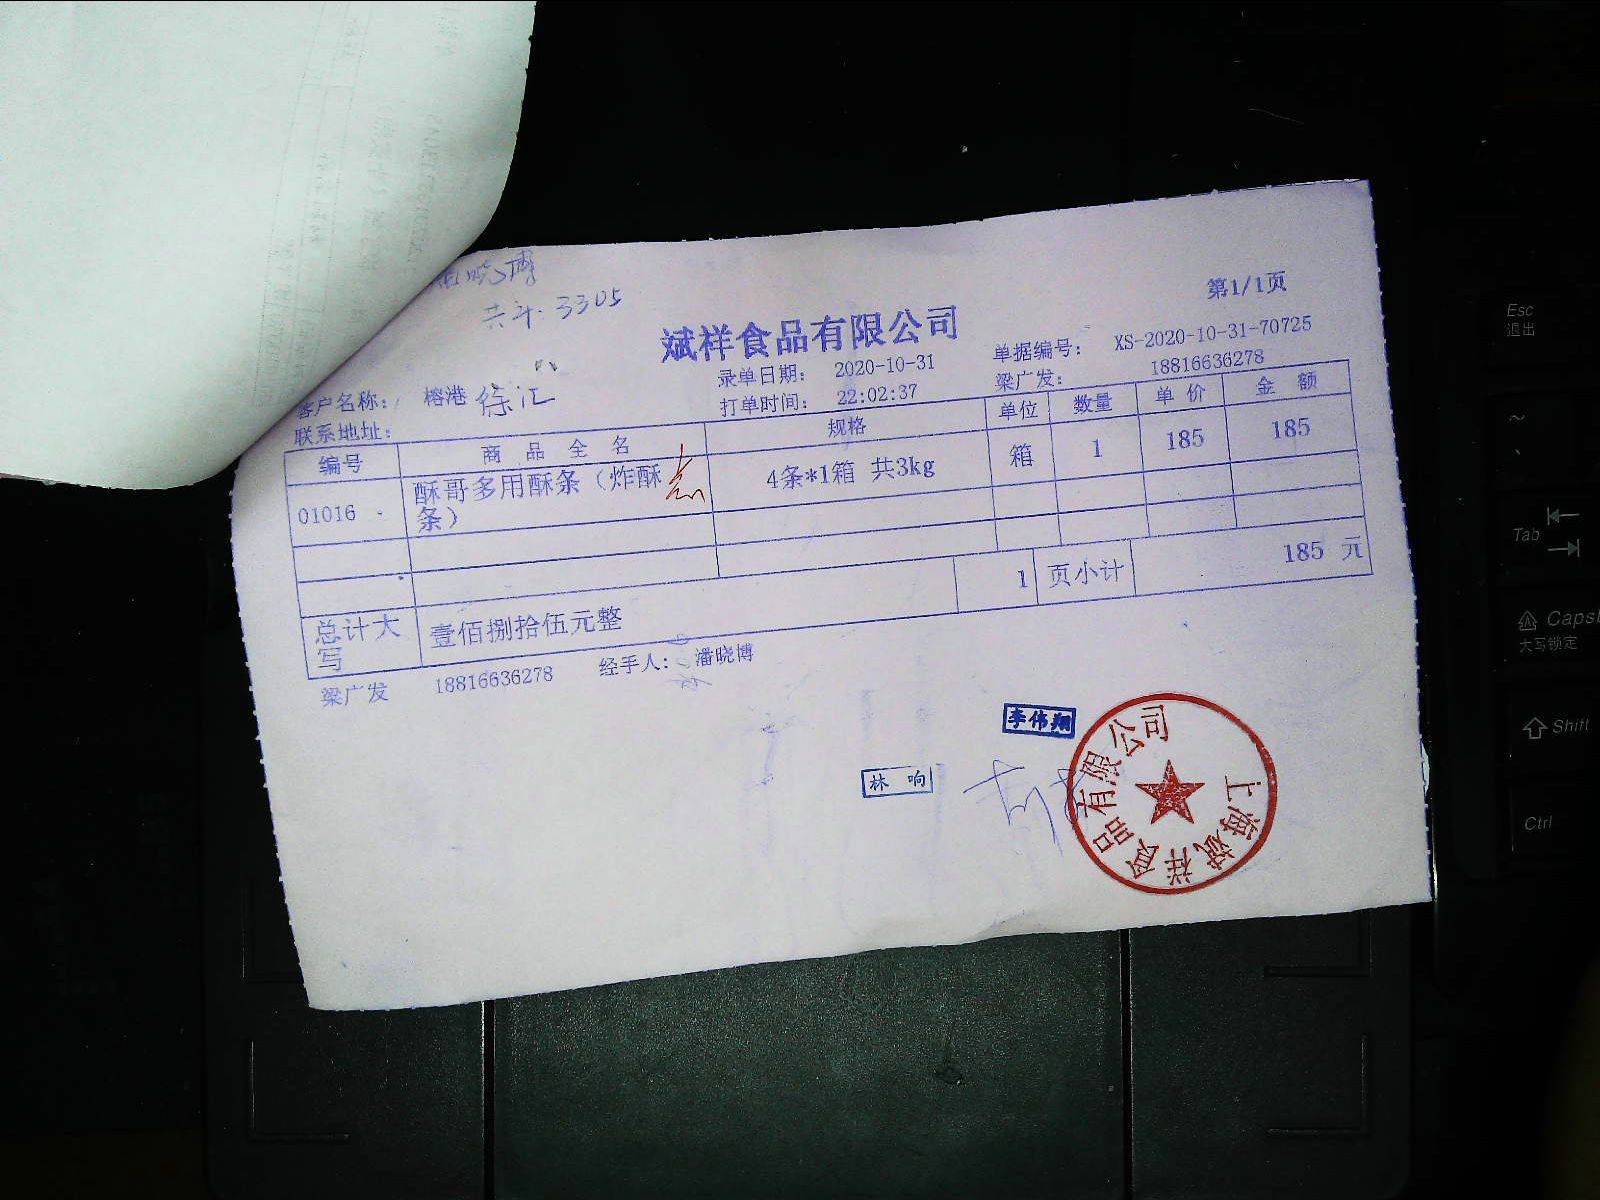 晓博
共斗. 3305
第1/1页
斌祥食品有限公司
录单日期: 2020-10-31
单据编号: XS-2020-10-31-70725
客户名称: 榕港 徐汇
打单时间: 22:02:37
梁广发: 18816636278
联系地址:
编号 商品全名 规格 单位 数量 单价 金额
01016 酥哥多用酥条（炸酥条） 4条*1箱 共3kg 箱 1 185 185
1 页小计 185 元
总计大写 壹佰捌拾伍元整
梁广发 18816636278 经手人: 潘晓博
李伟翔
林响
上海斌祥食品有限公司
Esc
退出
~
Tab
Caps
大写锁定
Shift
Ctrl